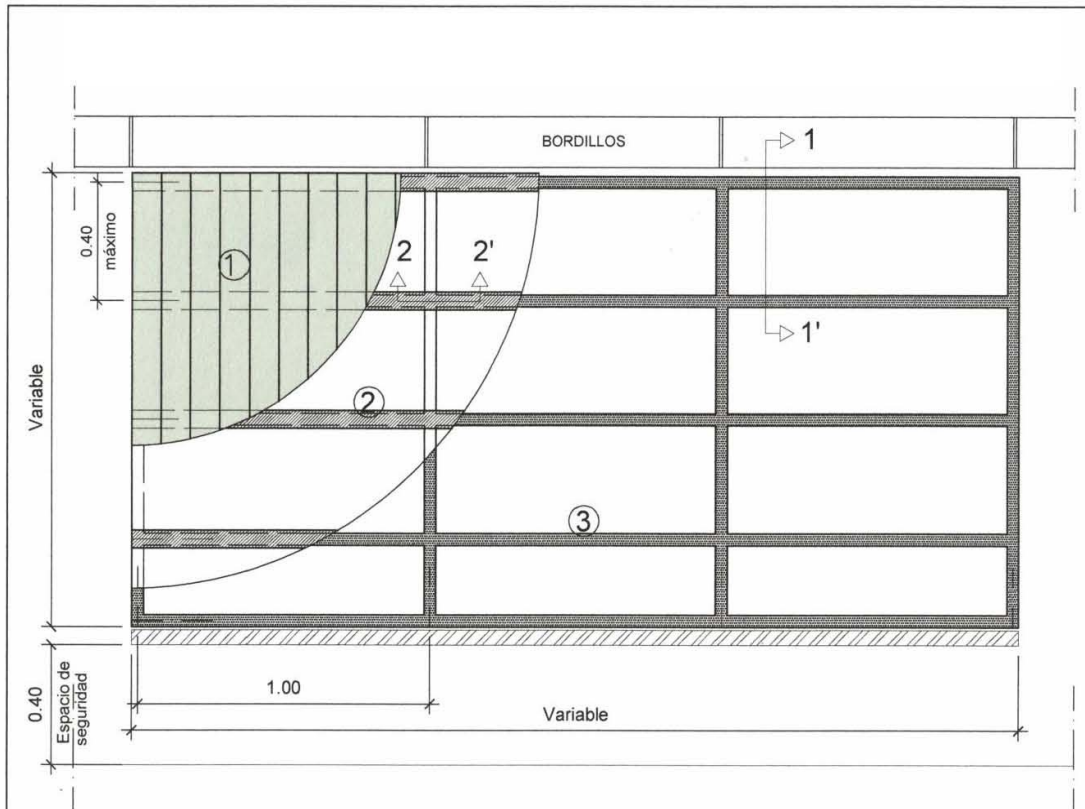 BORDILLOS
1
0.40
máximo
1
2
2'
1'
Variable
2
3
0.40
Espacio de
seguridad
1.00
Variable